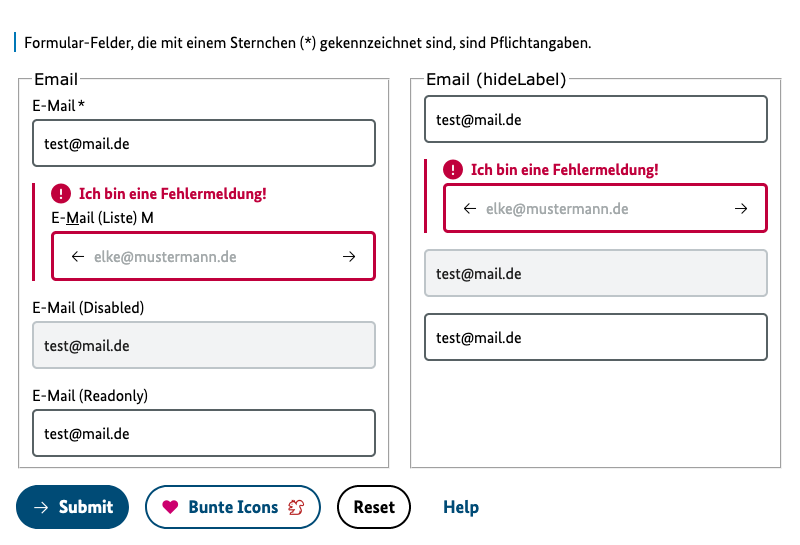 Formular-Felder, die mit einem Sternchen (*) gekennzeichnet sind, sind Pflichtangaben.
Email
E-Mail*
test@mail.de
Ich bin eine Fehlermeldung!
E-Mail (Liste) M
← elke@mustermann.de →
E-Mail (Disabled)
test@mail.de
E-Mail (Readonly)
test@mail.de
Email (hideLabel)
test@mail.de
Ich bin eine Fehlermeldung!
← elke@mustermann.de →
test@mail.de
test@mail.de
→ Submit
Bunte Icons
Reset
Help